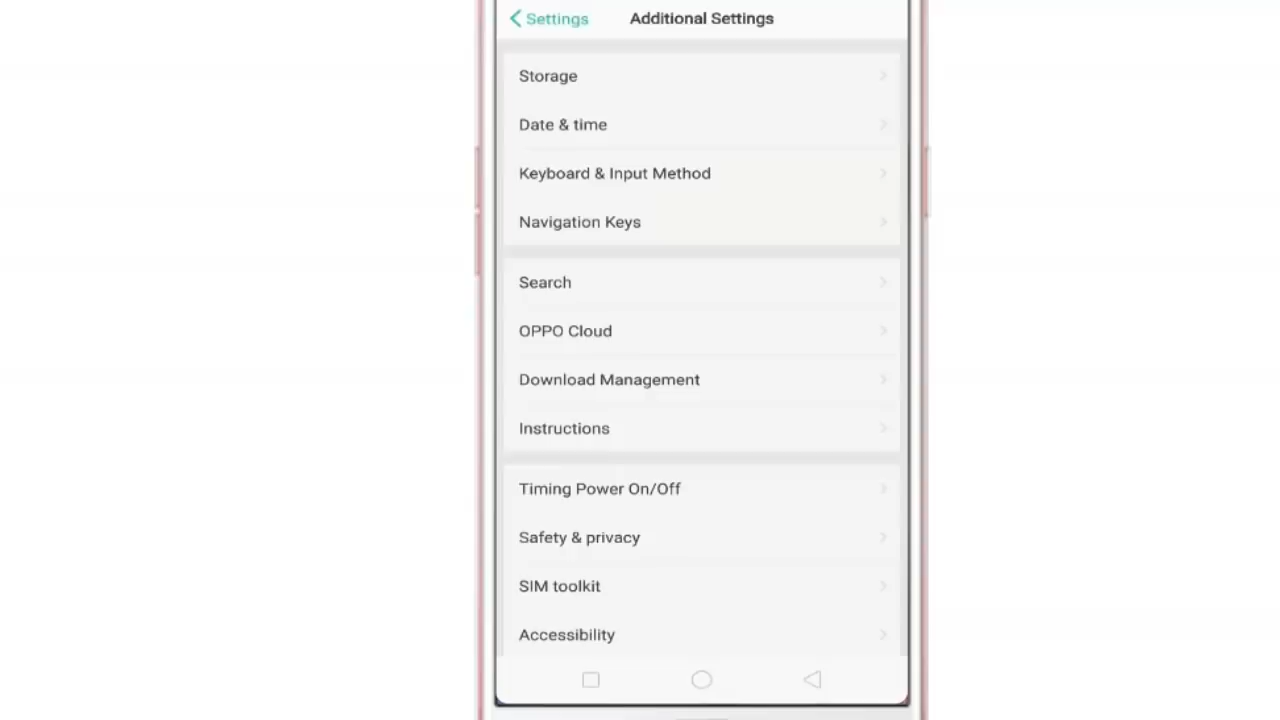 Settings
Additional Settings
Storage
Date & time
Keyboard & Input Method
Navigation Keys
Search
OPPO Cloud
Download Management
Instructions
Timing Power On/Off
Safety & privacy
SIM toolkit
Accessibility